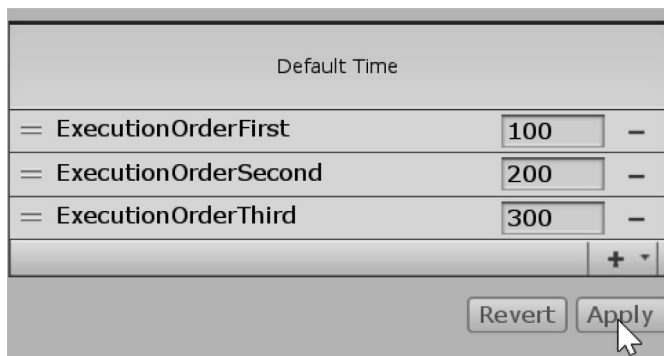 Default Time
ExecutionOrderFirst 100 –
ExecutionOrderSecond 200 –
ExecutionOrderThird 300 –
+
Revert Apply